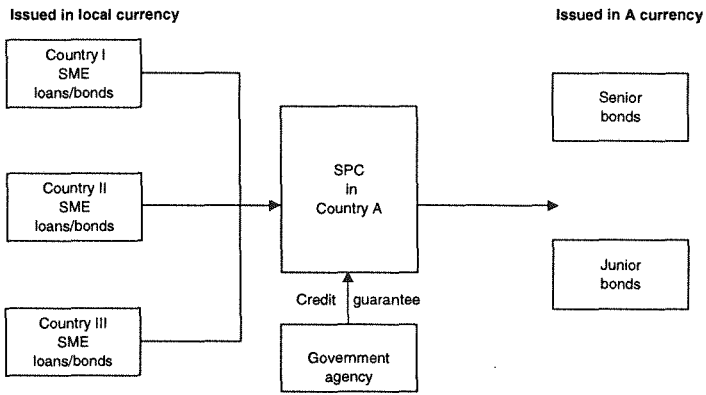 Issued in local currency
Issued in A currency
Country I
SME
loans/bonds
Country II
SME
loans/bonds
Country III
SME
loans/bonds
SPC
in
Country A
Credit guarantee
Government
agency
Senior
bonds
Junior
bonds